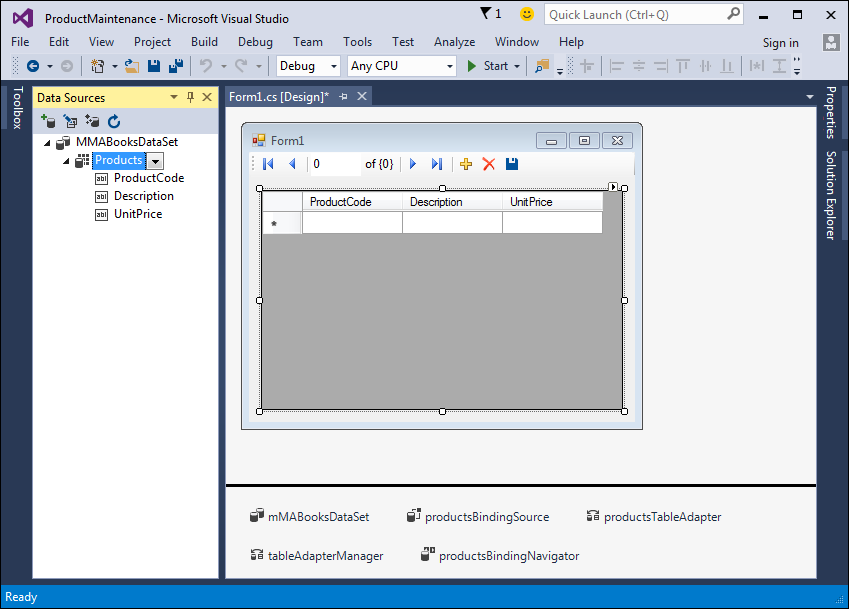 ProductMaintenance - Microsoft Visual Studio
1
Quick Launch (Ctrl+Q)
File Edit View Project Build Debug Team Tools Test Analyze Window Help Sign in
Debug Any CPU Start
Toolbox
Data Sources
MMABooksDataSet
Products
ProductCode
Description
UnitPrice
Form1.cs [Design]*
Form1
0 of {0}
ProductCode Description UnitPrice
*
mMABooksDataSet productsBindingSource productsTableAdapter
tableAdapterManager productsBindingNavigator
Properties
Solution Explorer
Ready